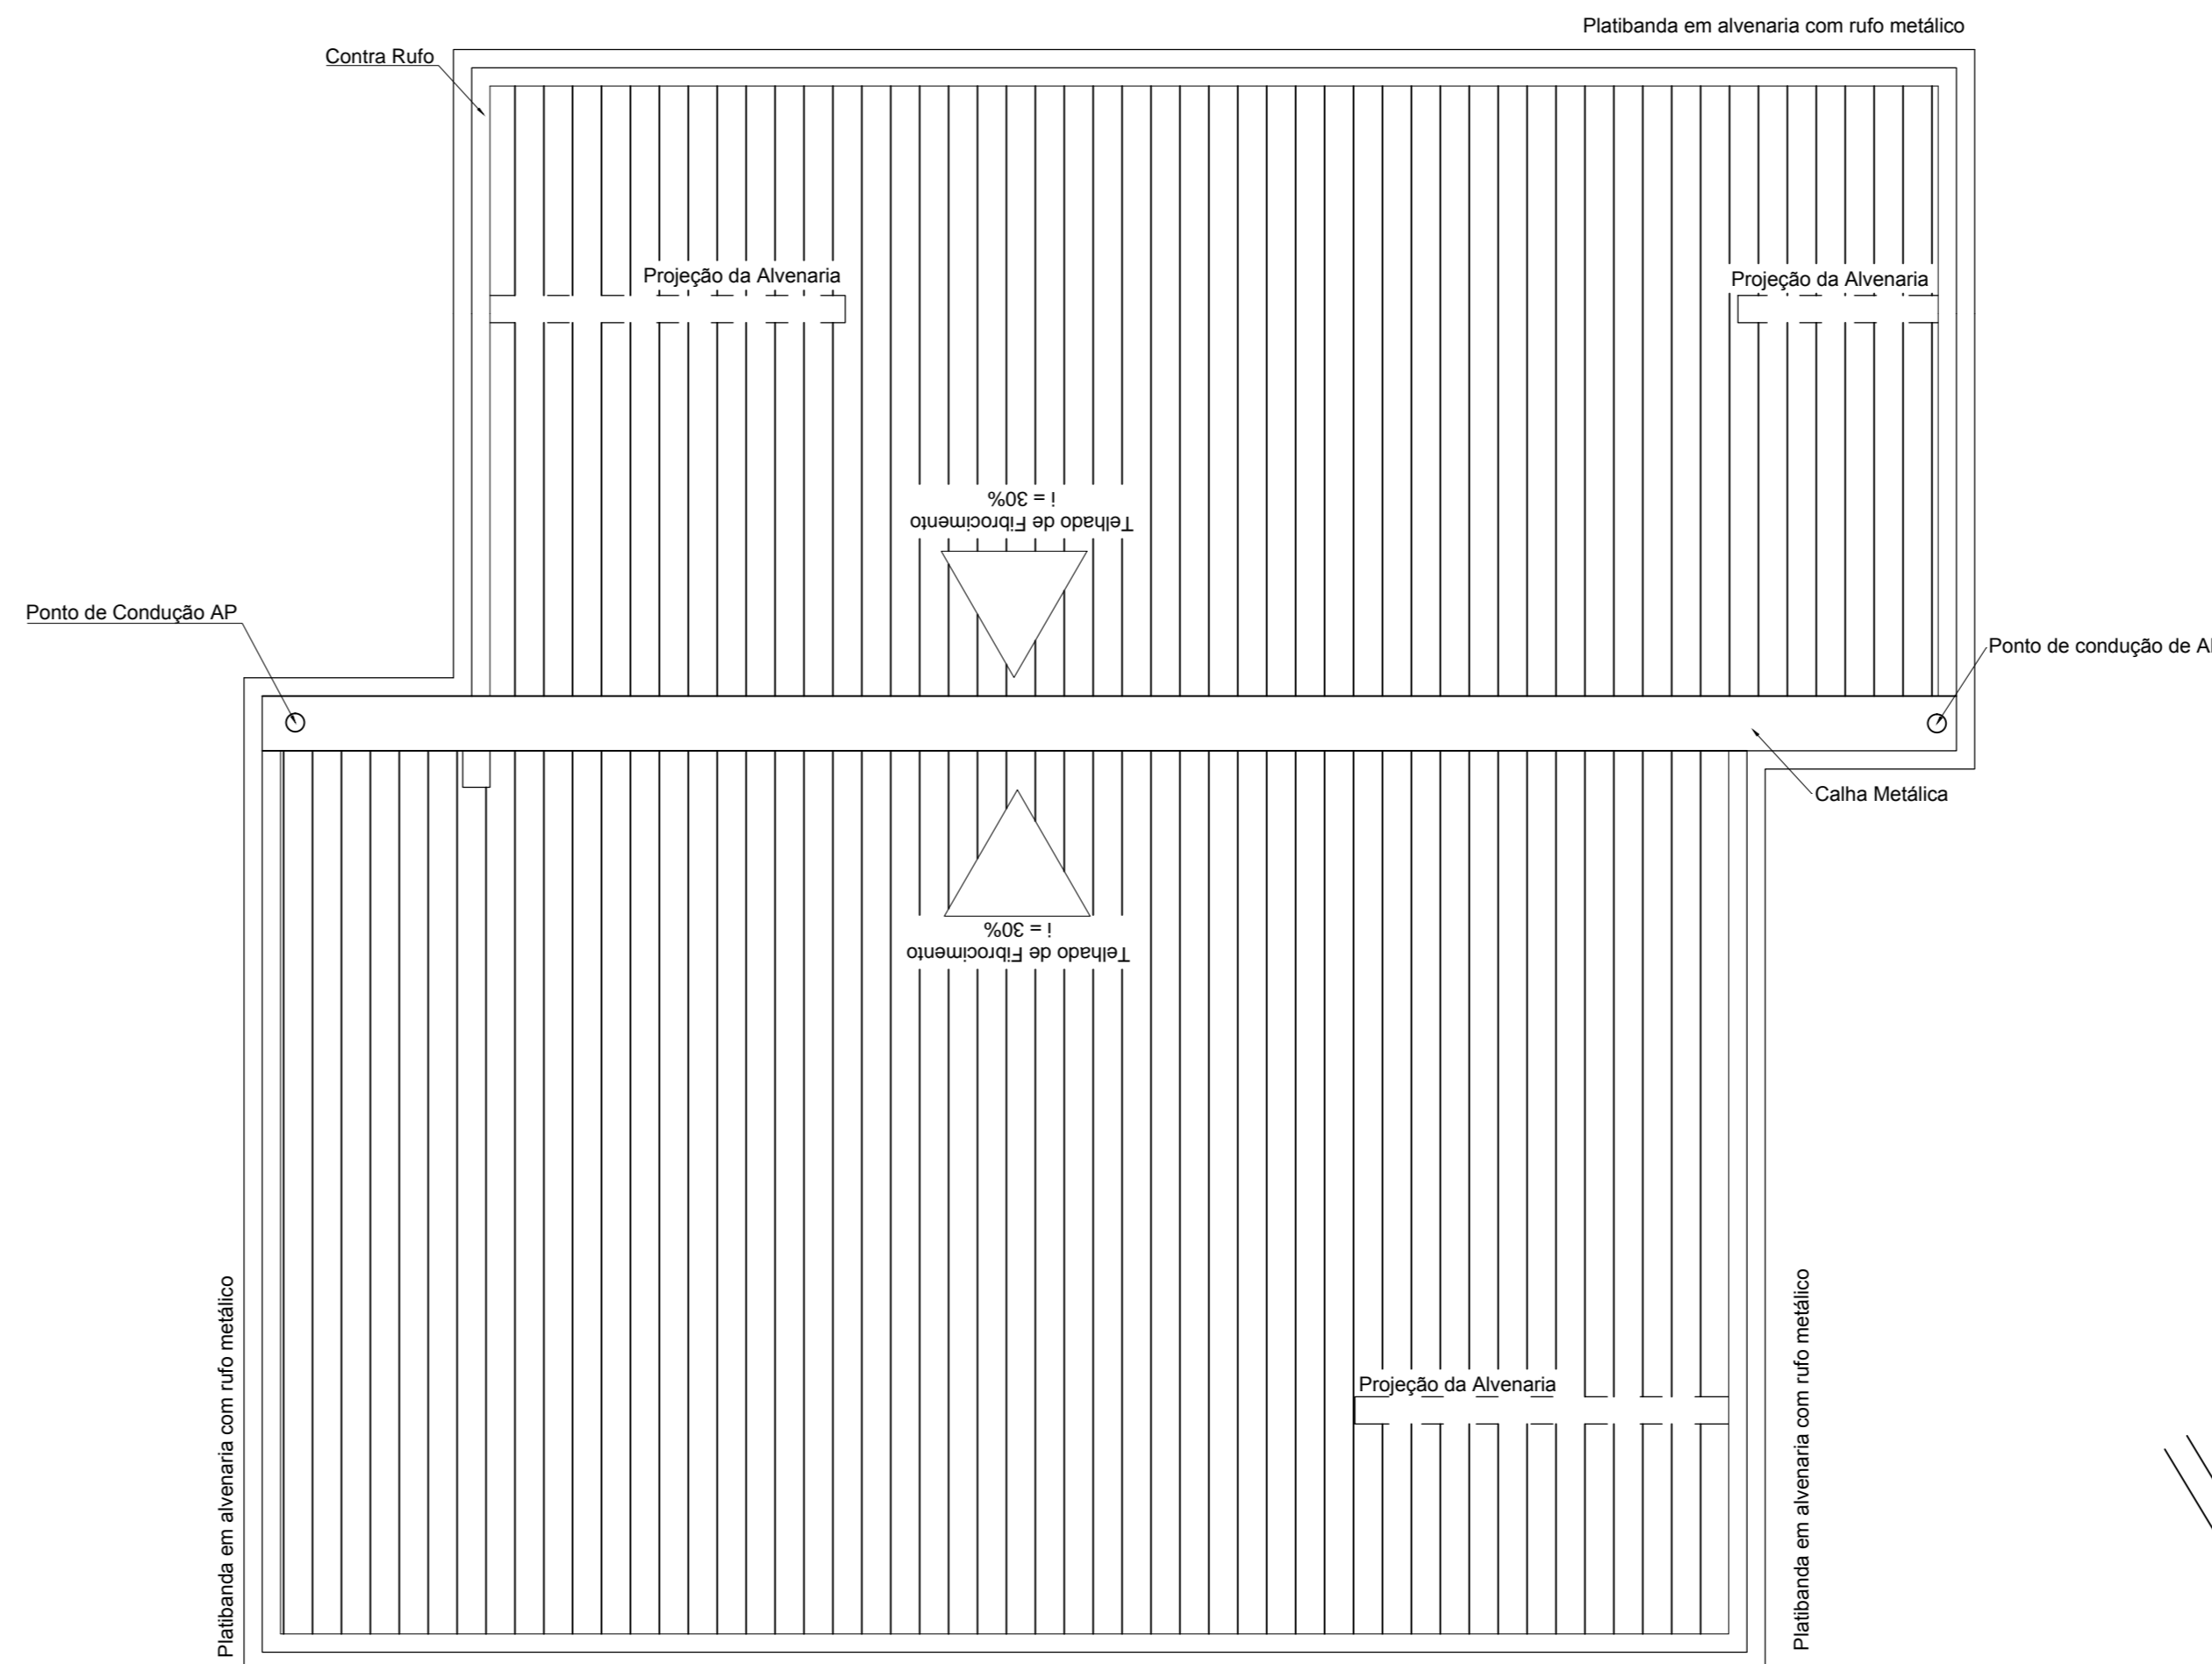 Platibanda em alvenaria com rufo metálico
Contra Rufo
Projeção da Alvenaria
Projeção da Alvenaria
Telhado de Fibrocimento
i = 30%
Ponto de Condução AP
Ponto de condução de A
Calha Metálica
Telhado de Fibrocimento
i = 30%
Projeção da Alvenaria
Platibanda em alvenaria com rufo metálico
Platibanda em alvenaria com rufo metálico